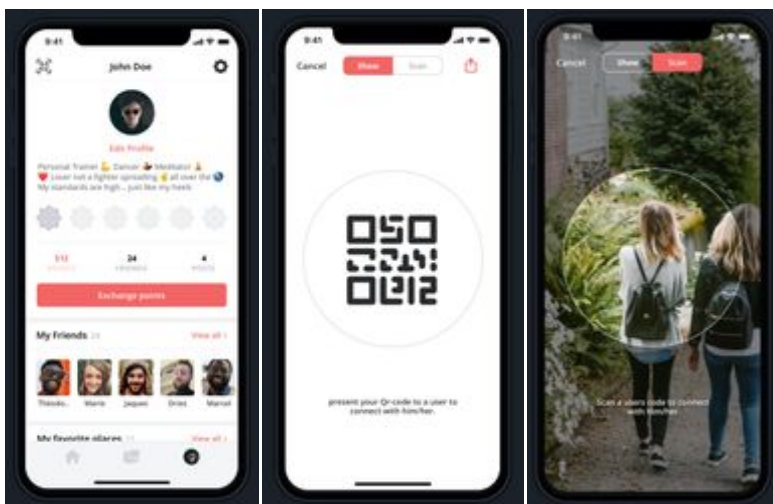 9:41
John Doe
Edit Profile
Personal Trainer 💪 Dancer 💃 Meditator 🧘
❤️ Lover not a fighter spreading ✌️ all over the 🌎
My standards are high... just like my heels
512
24
4
POINTS
FRIENDS
Exchange points
My Friends
View all >
Marie
Jaques
Dries
Marcel
My favorite places
View all >
9:41
Cancel
Show
Scan
present your Qr-code to a user to
connect with him/her.
9:41
Cancel
Show
Scan
Scan a users code to connect
with him/her